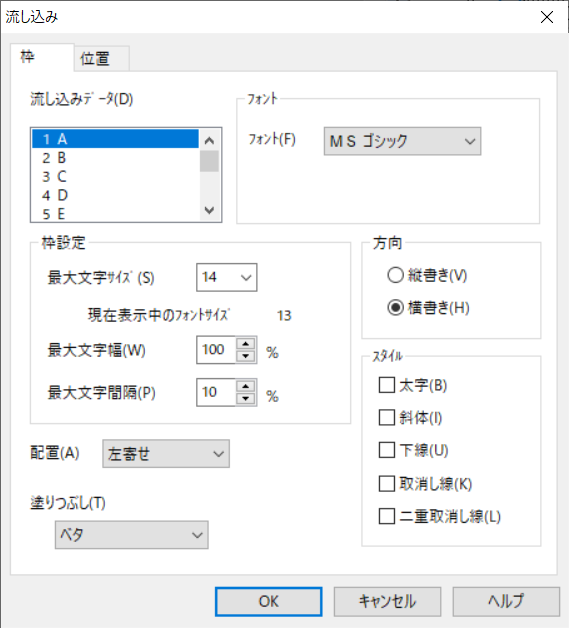 流し込み
枠
位置
流し込みﾃﾞｰﾀ(D)
1 A
2 B
3 C
4 D
5 E
ﾌｫﾝﾄ
ﾌｫﾝﾄ(F)
ＭＳ ゴシック
枠設定
最大文字ｻｲｽﾞ(S)
14
現在表示中のﾌｫﾝﾄｻｲｽﾞ
13
最大文字幅(W)
100
%
最大文字間隔(P)
10
%
方向
縦書き(V)
横書き(H)
ｽﾀｲﾙ
太字(B)
斜体(I)
下線(U)
取消し線(K)
二重取消し線(L)
配置(A)
左寄せ
塗りつぶし(T)
ベタ
OK
ｷｬﾝｾﾙ
ﾍﾙﾌﾟ